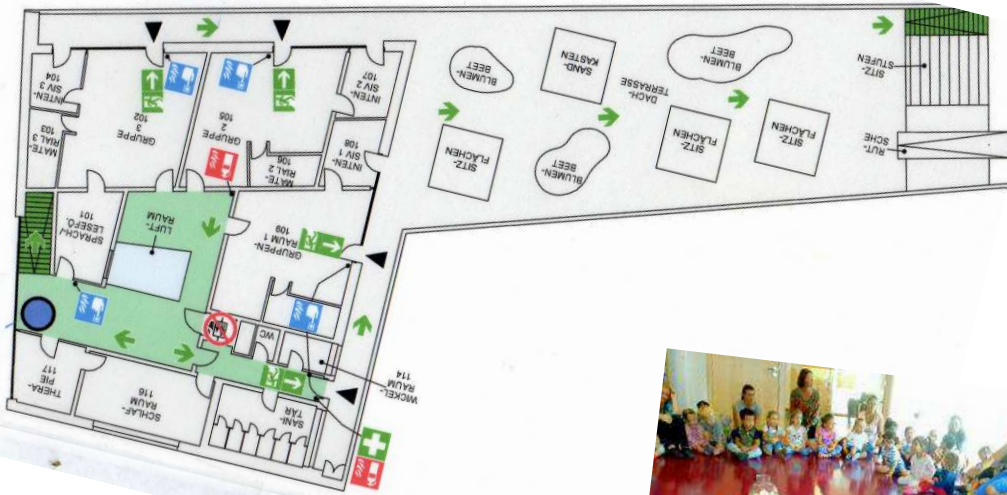 WICKEL-
RAUM
114
SANI-
TÄR
SCHLAF-
RAUM
116
THERA-
PIE
117
WC
GRUPPEN-
RAUM 1
109
SPRACH-/
LESEFÖ.
101
LUFT-
RAUM
RUT-
SCHE
SITZ-
STUFEN
SITZ-
FLÄCHEN
SITZ-
FLÄCHEN
BLUMEN-
BEET
SITZ-
FLÄCHEN
INTEN-
SIV 1
108
MATE-
RIAL 2
106
GRUPPE
2
105
GRUPPE
3
102
MATE-
RIAL 3
103
DACH-
TERRASSE
BLUMEN-
BEET
SAND-
KASTEN
BLUMEN-
BEET
INTEN-
SIV 2
107
INTEN-
SIV 3
104